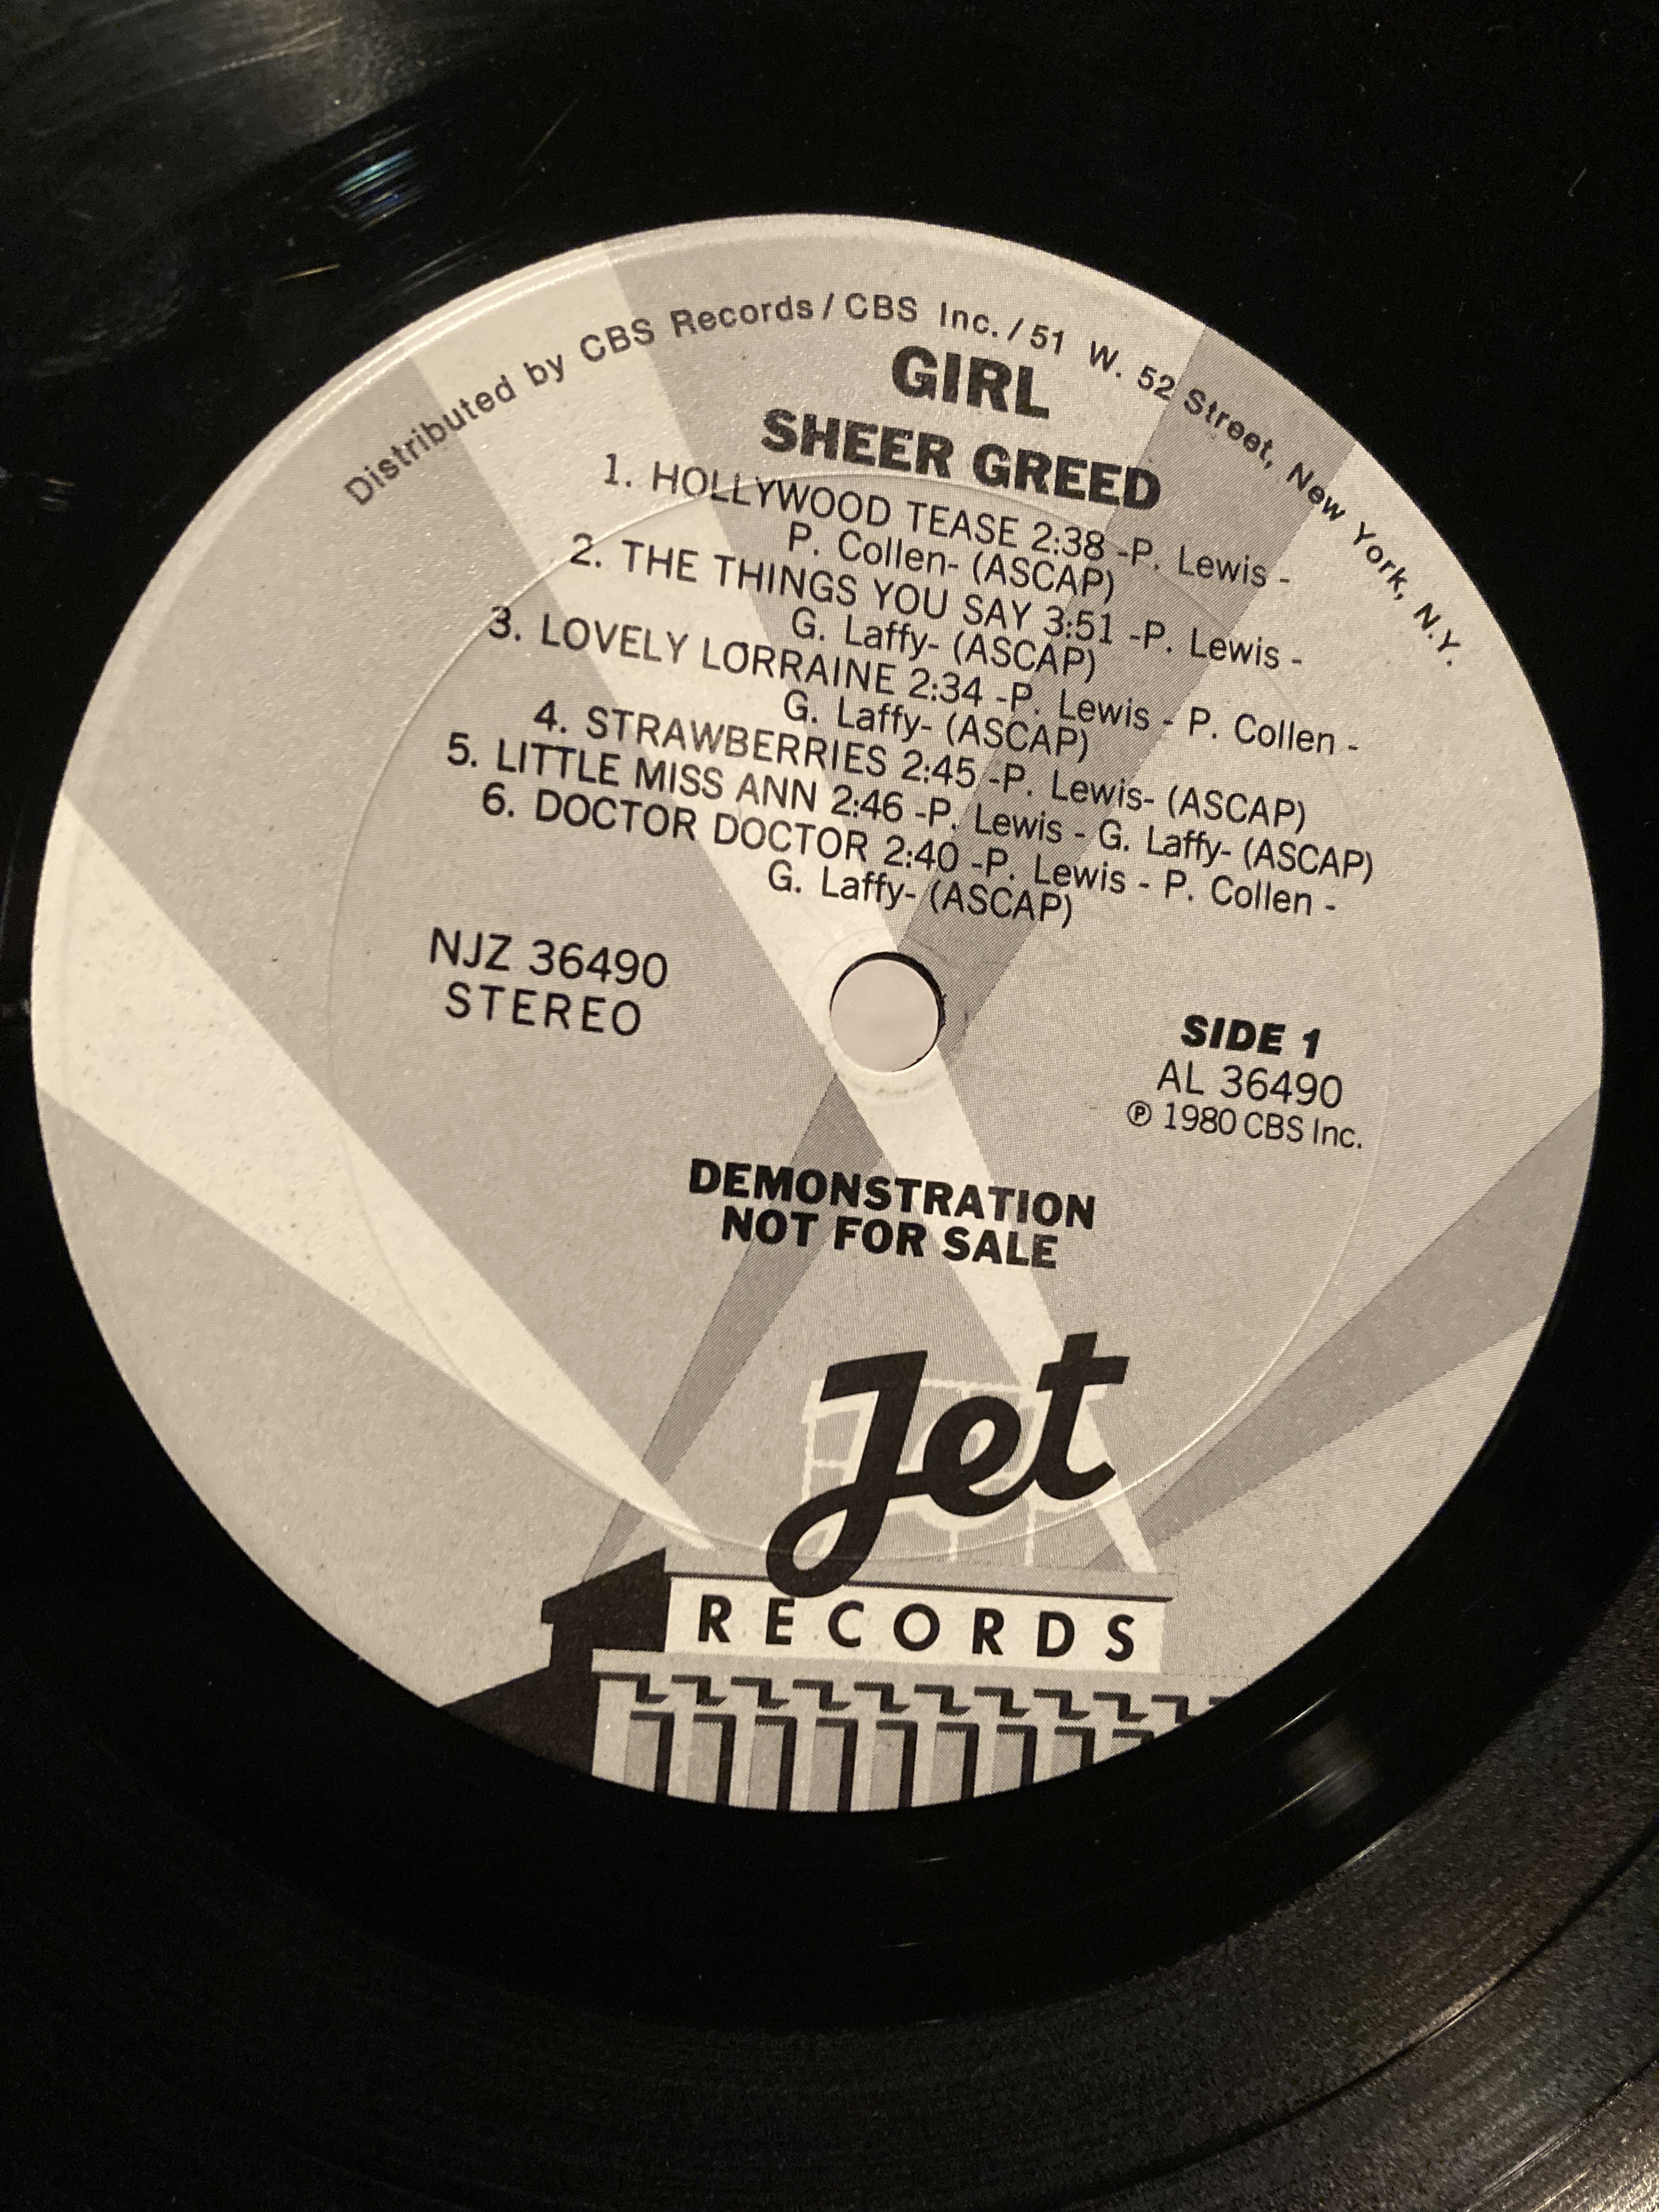 Distributed by CBS Records / CBS Inc. / 51 W. 52 Street, New York, N.Y.
GIRL
SHEER GREED
1. HOLLYWOOD TEASE 2:38 -P. Lewis -
P. Collen- (ASCAP)
2. THE THINGS YOU SAY 3:51 -P. Lewis -
G. Laffy- (ASCAP)
3. LOVELY LORRAINE 2:34 -P. Lewis - P. Collen -
G. Laffy- (ASCAP)
4. STRAWBERRIES 2:45 -P. Lewis- (ASCAP)
5. LITTLE MISS ANN 2:46 -P. Lewis - G. Laffy- (ASCAP)
6. DOCTOR DOCTOR 2:40 -P. Lewis - P. Collen -
G. Laffy- (ASCAP)
NJZ 36490
STEREO
SIDE 1
AL 36490
℗ 1980 CBS Inc.
DEMONSTRATION
NOT FOR SALE
Jet
RECORDS